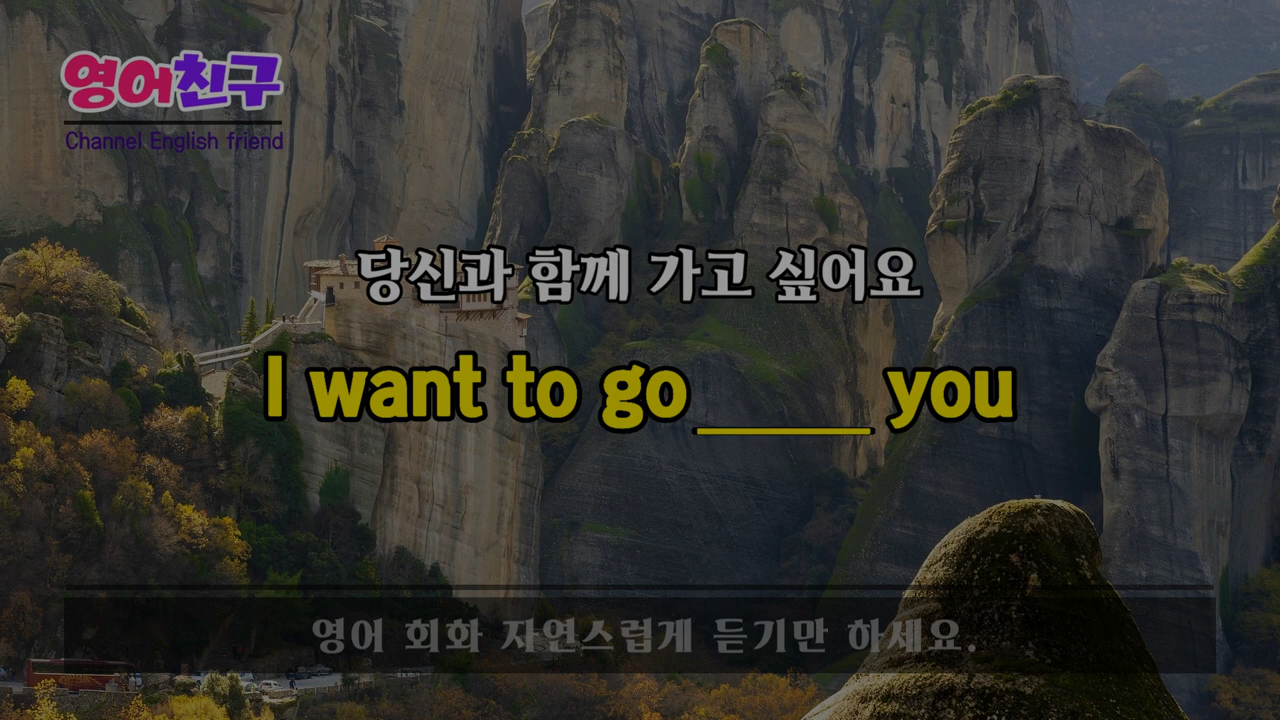 영어친구
Channel English friend
당신과 함께 가고 싶어요
I want to go _____ you
영어 회화 자연스럽게 듣기만 하세요.